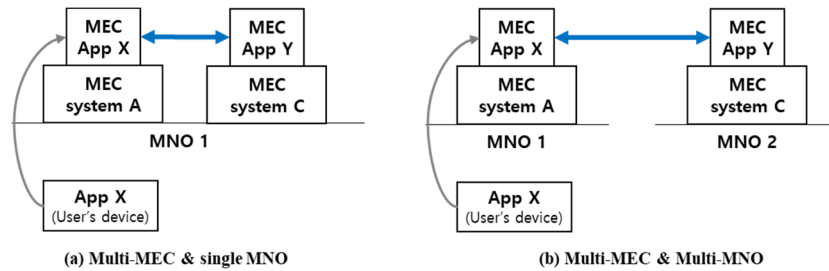 MEC
App X
MEC
App Y
MEC
system A
MEC
system C
MNO 1
App X
(User's device)
(a) Multi-MEC & single MNO
MEC
App X
MEC
App Y
MEC
system A
MEC
system C
MNO 1
MNO 2
App X
(User's device)
(b) Multi-MEC & Multi-MNO